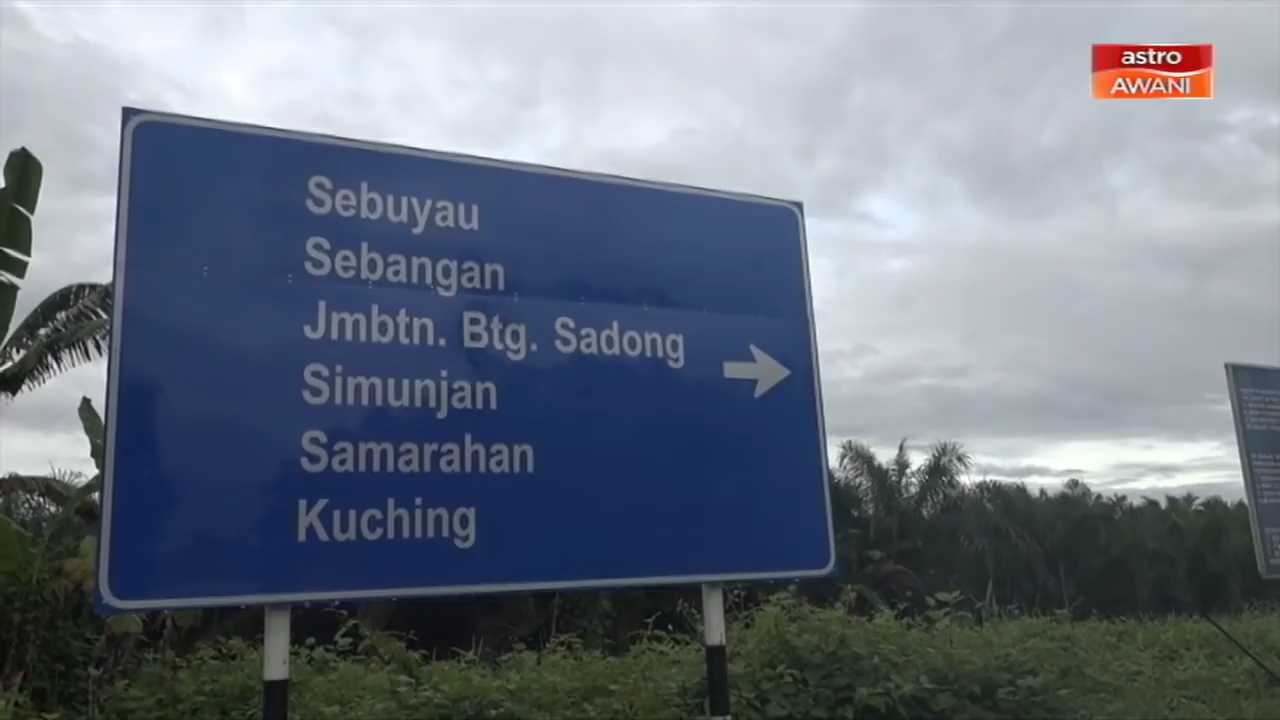 astro
AWANI
Sebuyau
Sebangan
Jmbtn. Btg. Sadong
Simunjan
Samarahan
Kuching